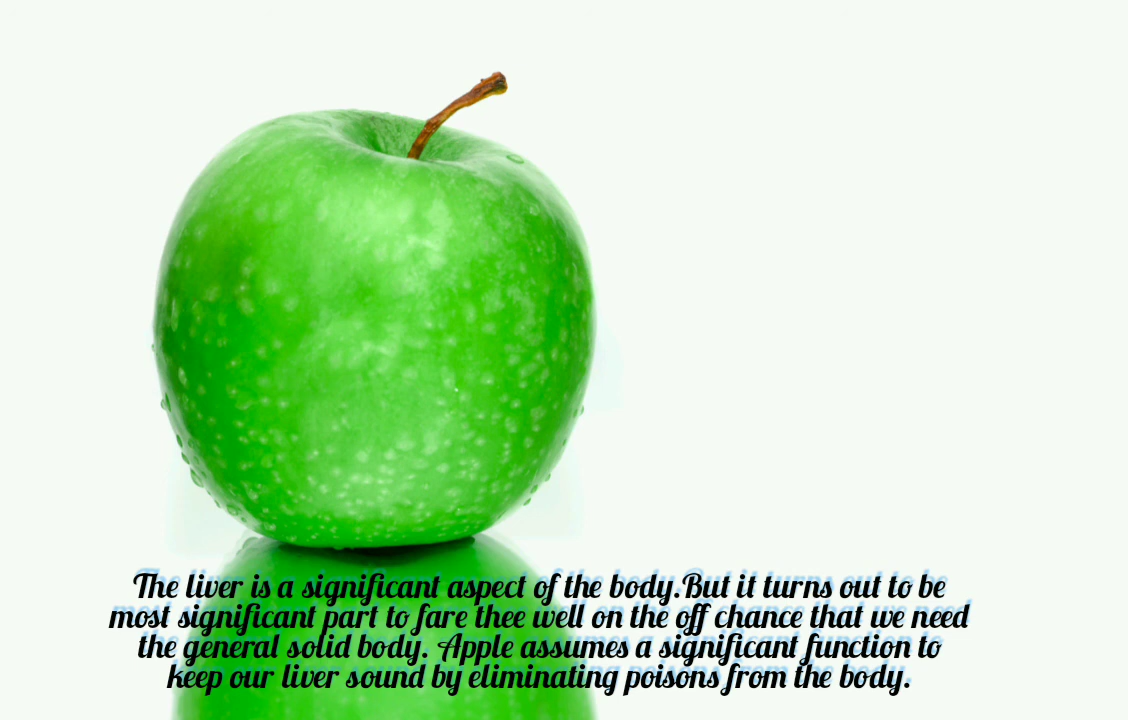 The liver is a significant aspect of the body.But it turns out to be
most significant part to fare thee well on the off chance that we need
the general solid body. Apple assumes a significant function to
keep our liver sound by eliminating poisons from the body.